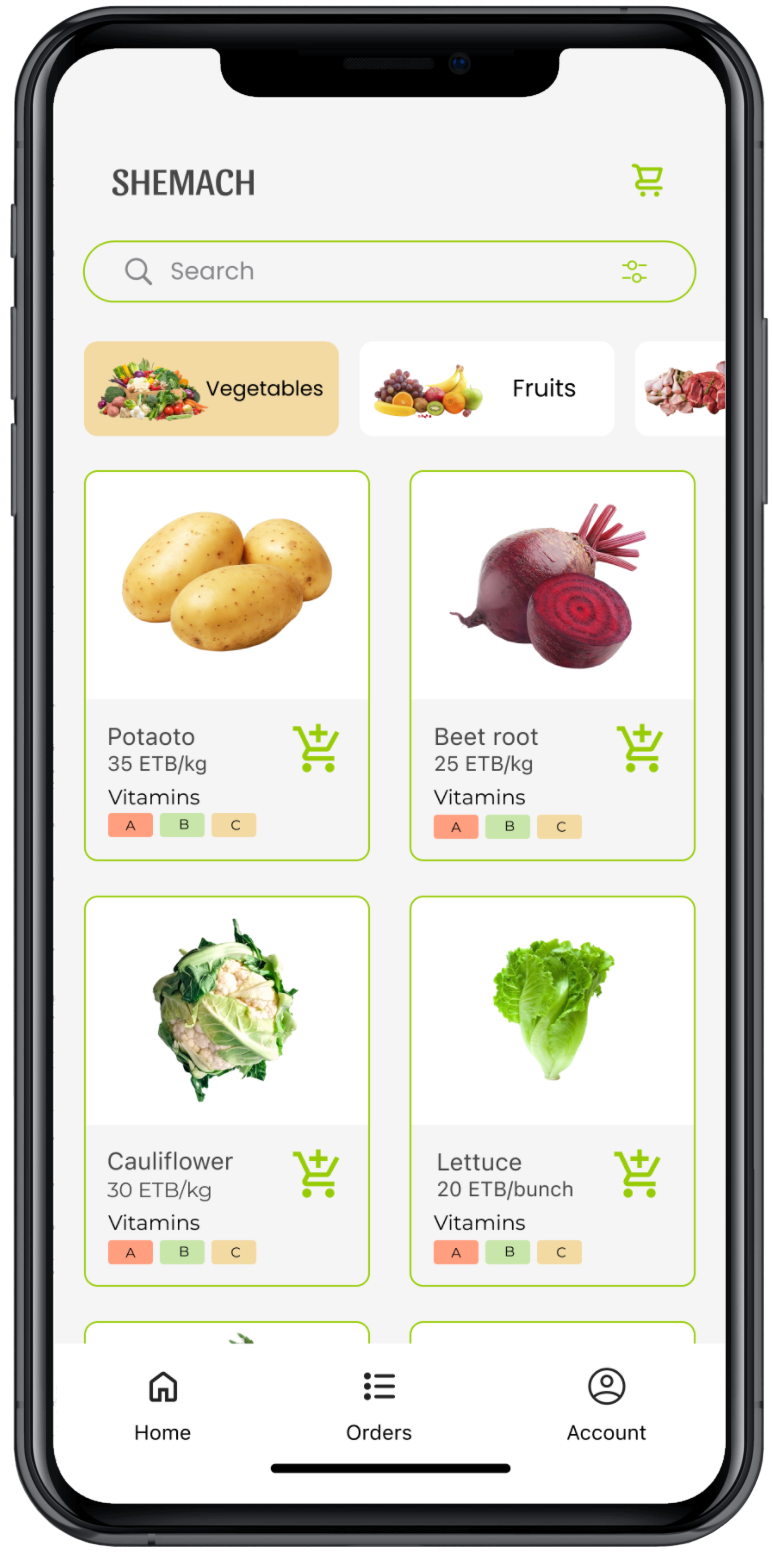 SHEMACH
Search
Vegetables
Fruits
Potaoto
35 ETB/kg
Vitamins
A B C
Beet root
25 ETB/kg
Vitamins
A B C
Cauliflower
30 ETB/kg
Vitamins
A B C
Lettuce
20 ETB/bunch
Vitamins
A B C
Home
Orders
Account